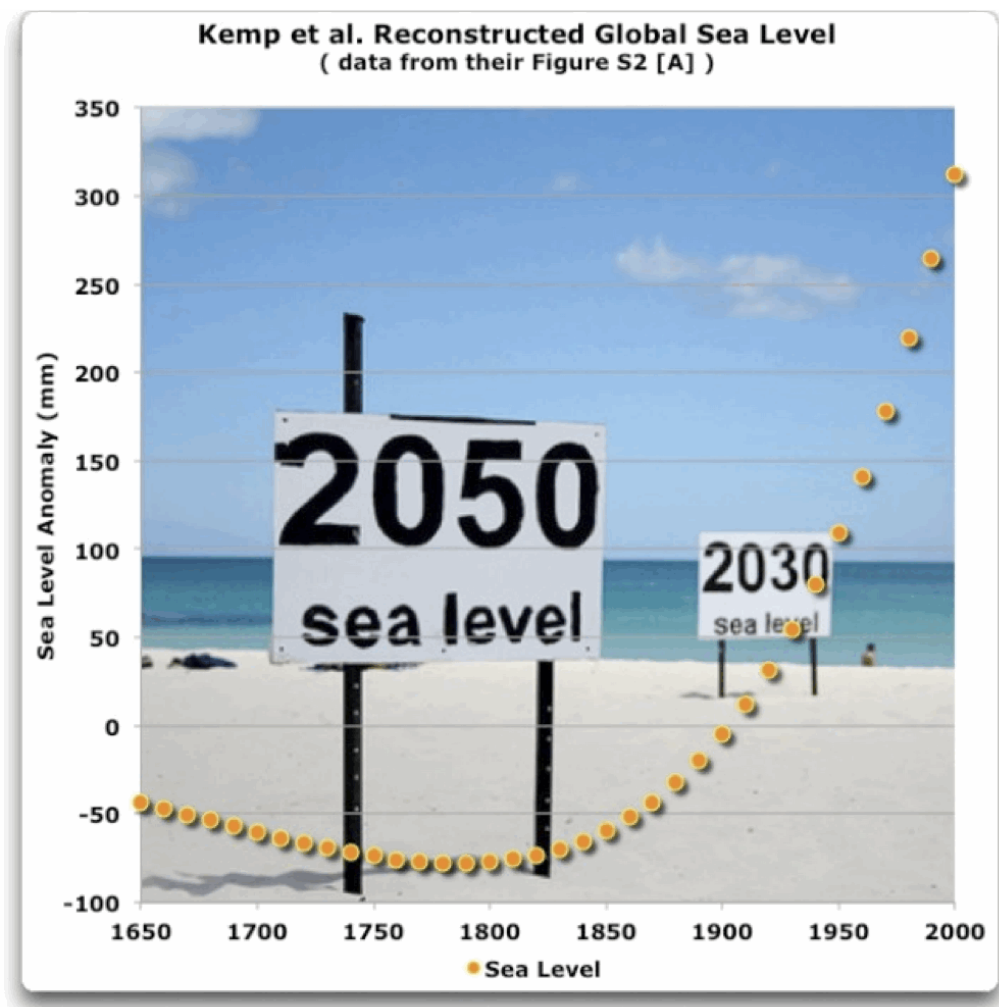 Kemp et al. Reconstructed Global Sea Level
( data from their Figure S2 [A] )
350
300
250
200
150
100
50
0
-50
-100
Sea Level Anomaly (mm)
2050
sea level
2030
sea level
1650 1700 1750 1800 1850 1900 1950 2000
Sea Level